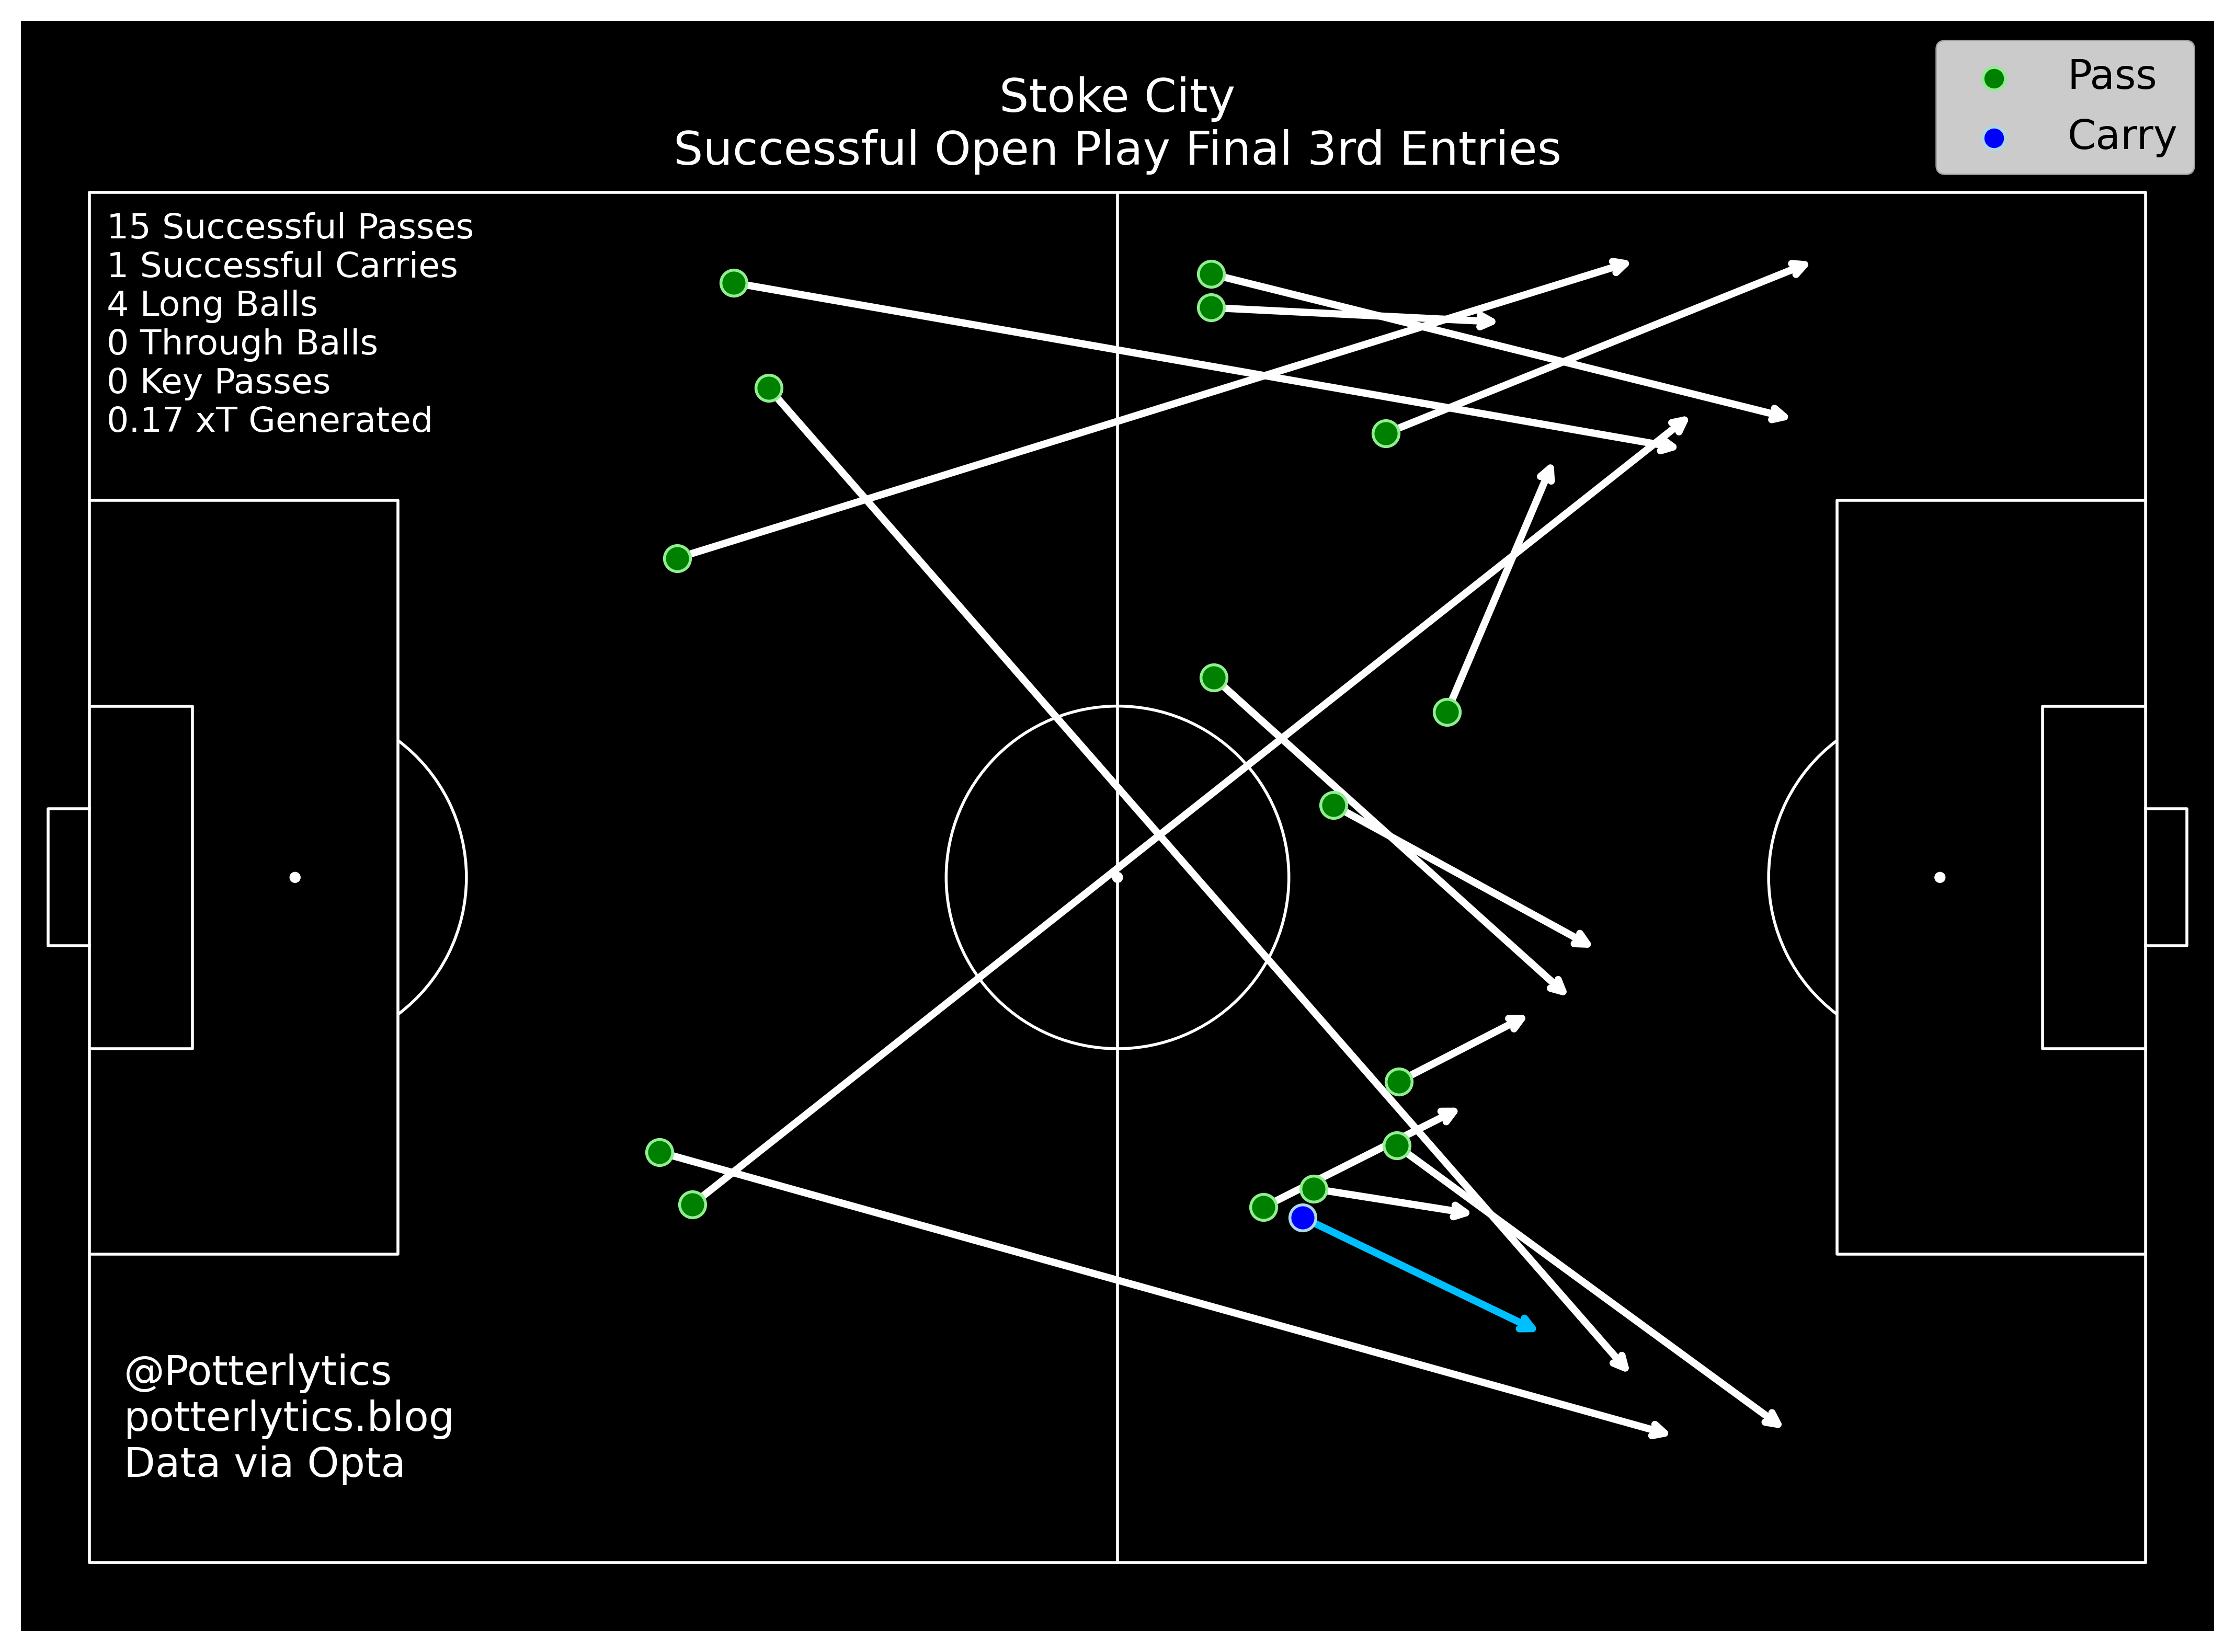 Stoke City
Successful Open Play Final 3rd Entries
Pass
Carry
15 Successful Passes
1 Successful Carries
4 Long Balls
0 Through Balls
0 Key Passes
0.17 xT Generated
@Potterlytics
potterlytics.blog
Data via Opta